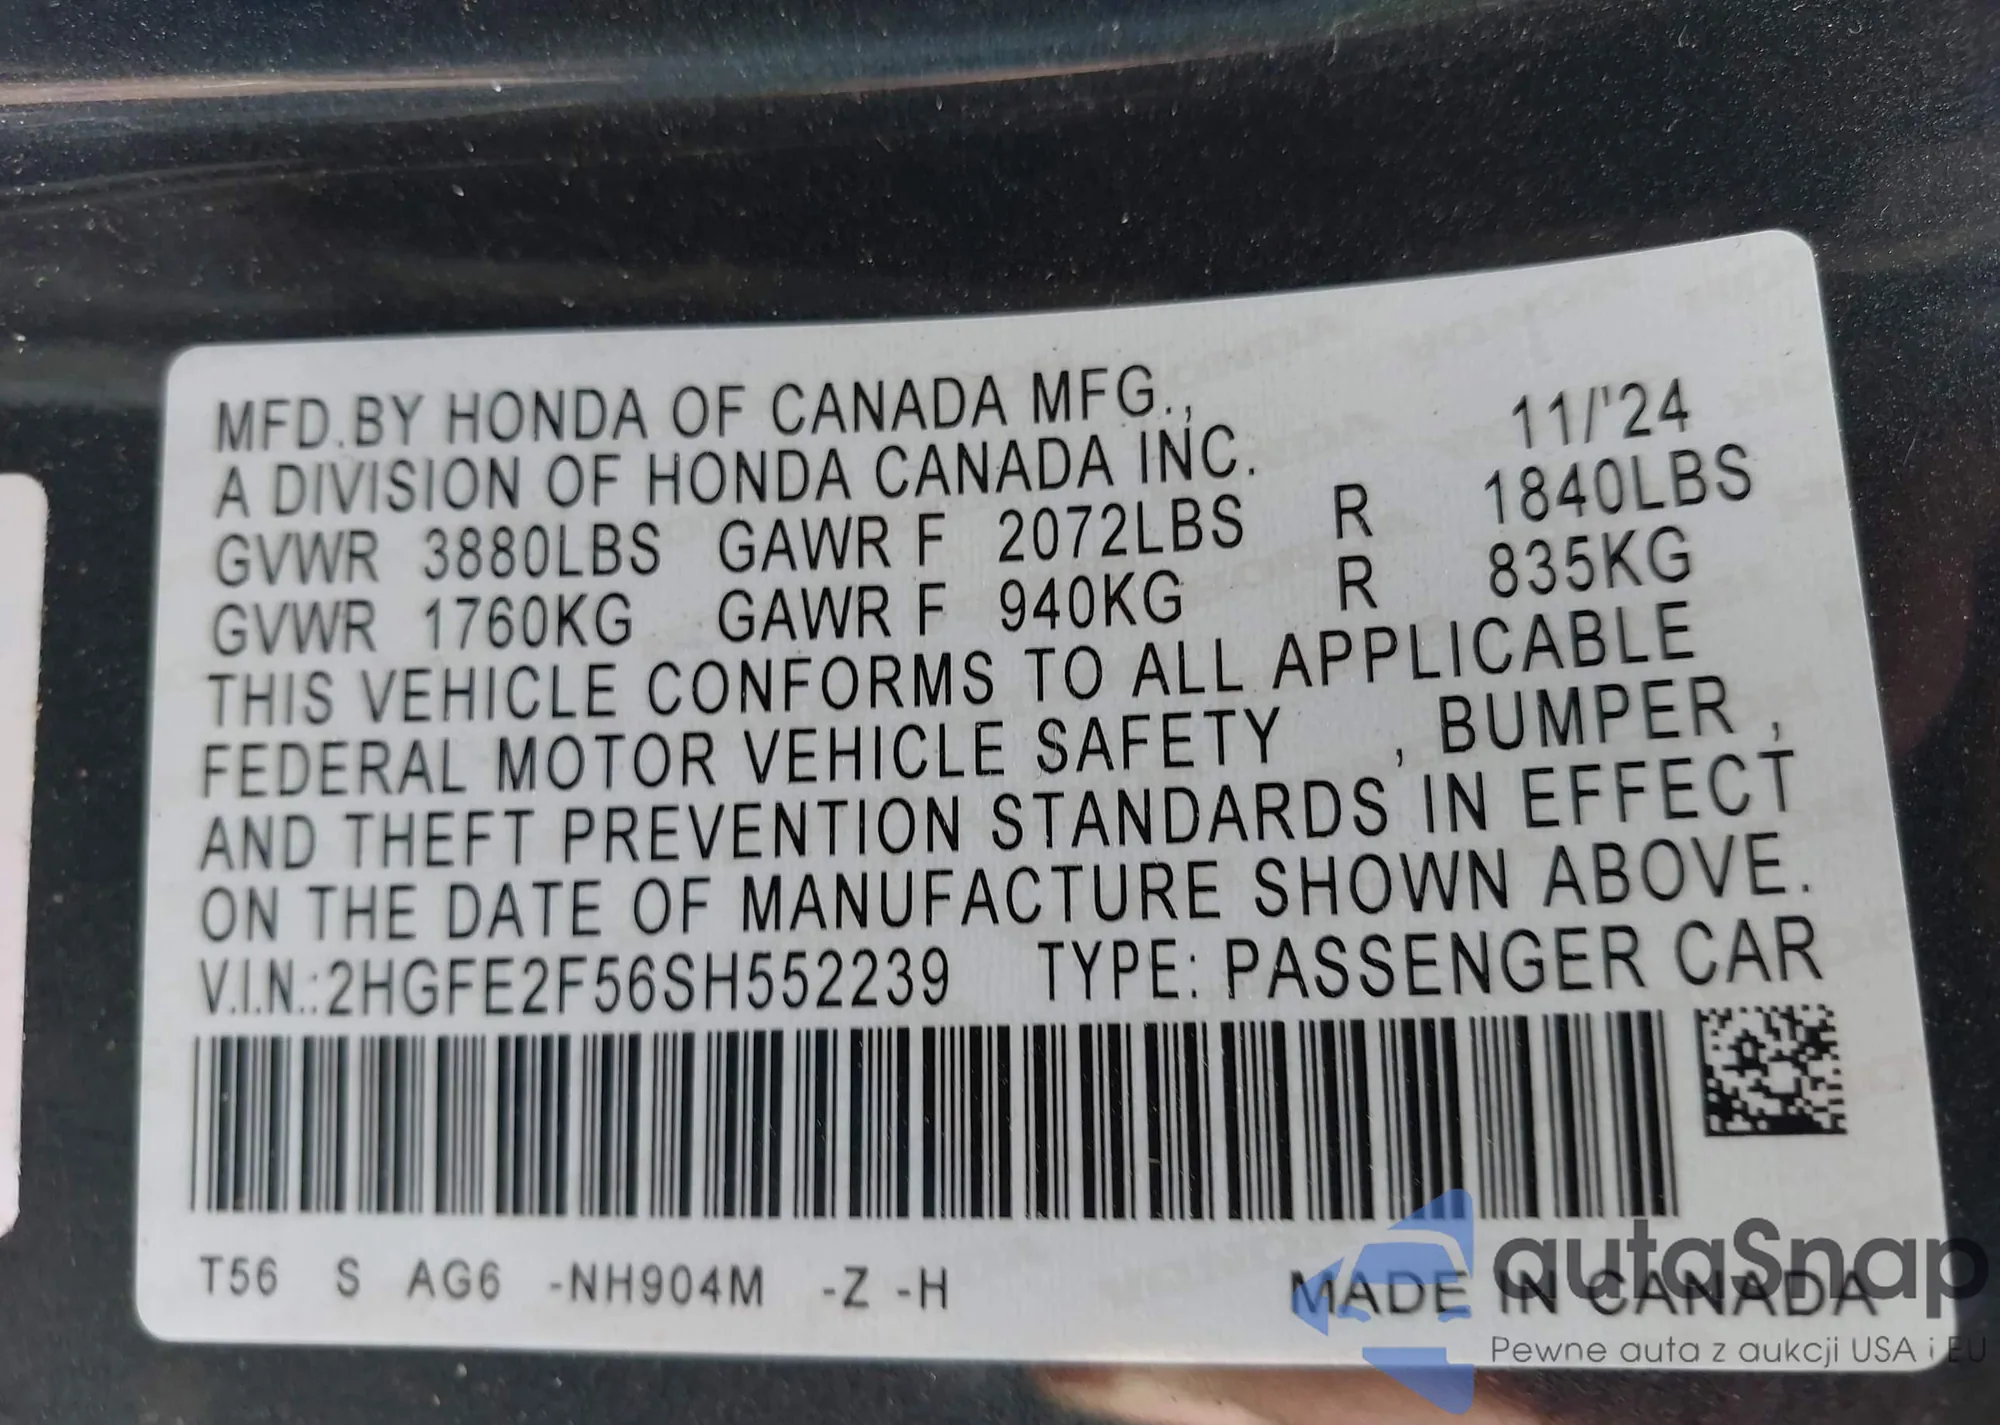 MFD.BY HONDA OF CANADA MFG., 11/'24
A DIVISION OF HONDA CANADA INC.
GVWR 3880LBS GAWR F 2072LBS R 1840LBS
GVWR 1760KG GAWR F 940KG R 835KG
THIS VEHICLE CONFORMS TO ALL APPLICABLE
FEDERAL MOTOR VEHICLE SAFETY , BUMPER ,
AND THEFT PREVENTION STANDARDS IN EFFECT
ON THE DATE OF MANUFACTURE SHOWN ABOVE.
V.I.N.:2HGFE2F56SH552239 TYPE: PASSENGER CAR
T56 S AG6 -NH904M -Z -H MADE IN CANADA
autaSnap
Pewne auta z aukcji USA i EU